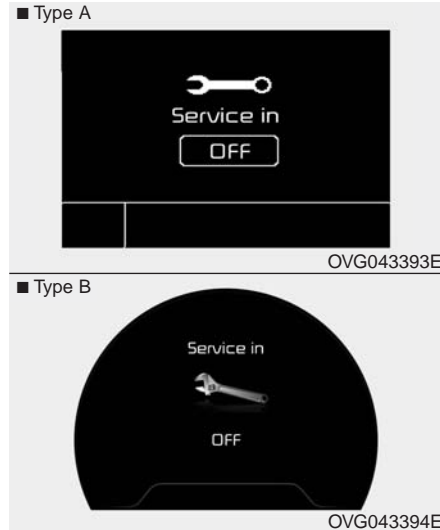 ■ Type A
Service in
OFF
OVG043393E
■ Type B
Service in
OFF
OVG043394E